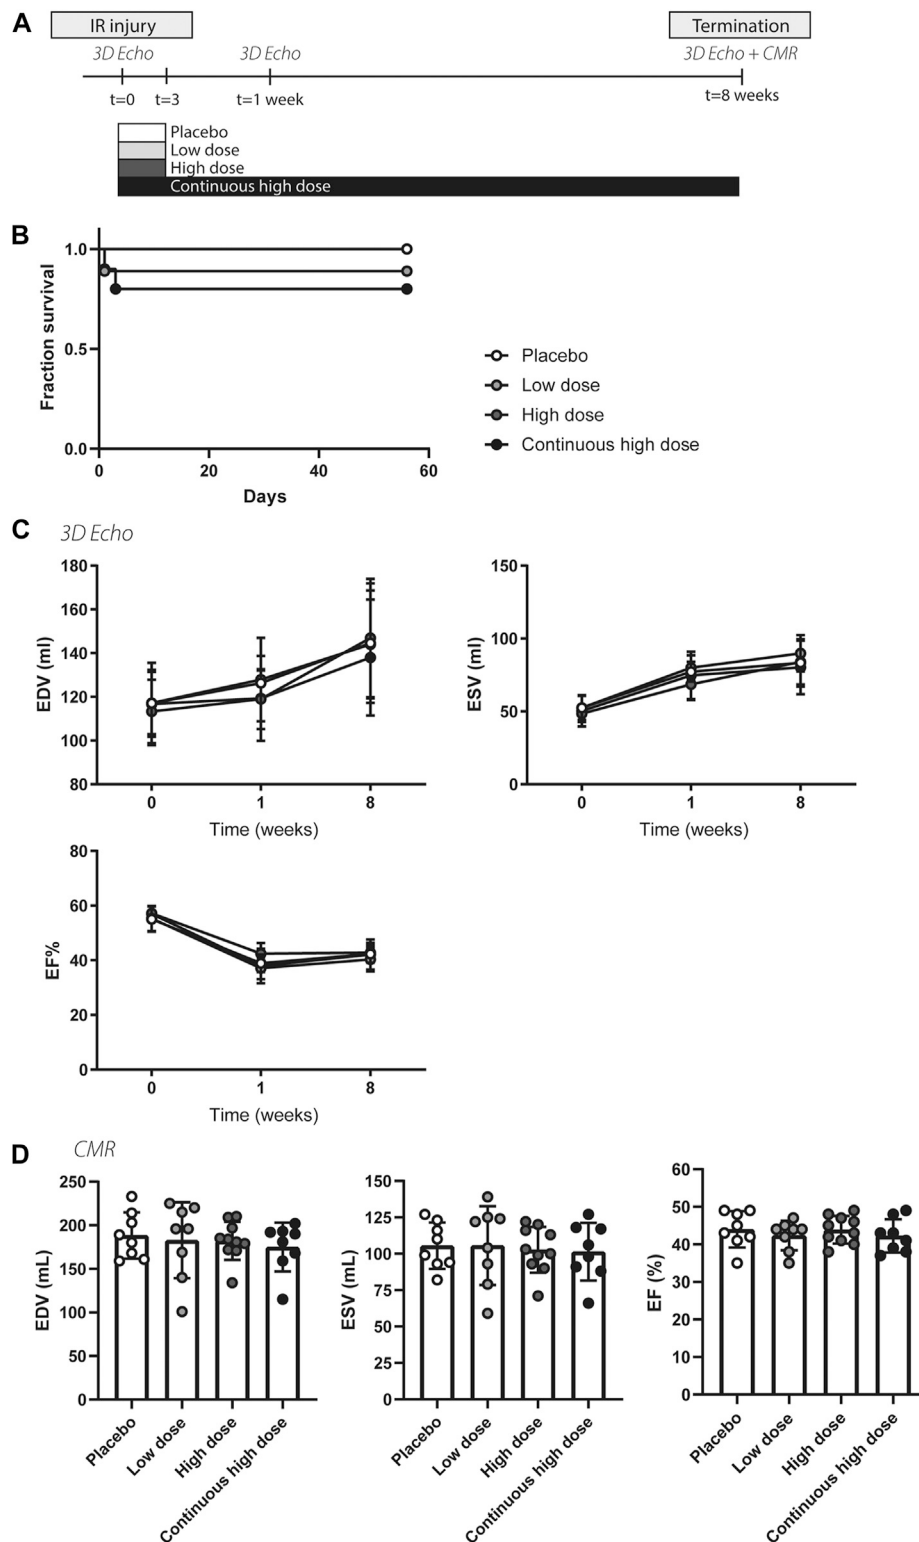 A
IR injury
Termination
3D Echo
3D Echo
3D Echo + CMR
t=0
t=3
t=1 week
t=8 weeks
Placebo
Low dose
High dose
Continuous high dose
B
Fraction survival
1.0
0.5
0.0
0
20
40
60
Days
Placebo
Low dose
High dose
Continuous high dose
C
3D Echo
EDV (ml)
180
160
140
120
100
80
0
1
8
Time (weeks)
ESV (ml)
150
100
50
0
0
1
8
Time (weeks)
EF%
80
60
40
20
0
0
1
8
Time (weeks)
D
CMR
EDV (mL)
250
200
150
100
50
0
Placebo
Low dose
High dose
Continuous high dose
ESV (mL)
150
125
100
75
50
25
0
Placebo
Low dose
High dose
Continuous high dose
EF (%)
60
50
40
30
20
10
0
Placebo
Low dose
High dose
Continuous high dose